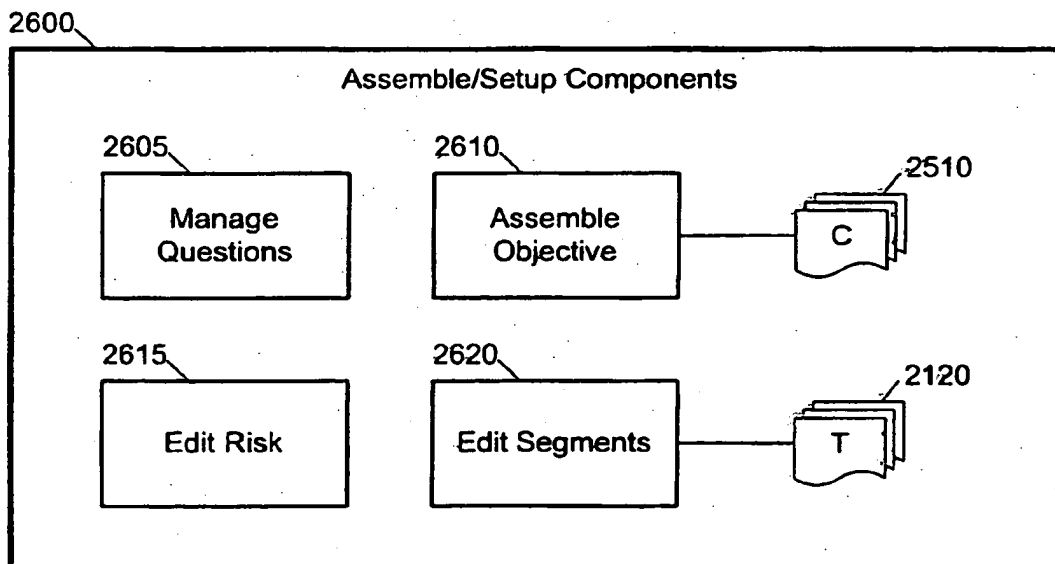 2600
Assemble/Setup Components
2605
2610
2510
Manage
Questions
Assemble
Objective
C
2615
2620
2120
Edit Risk
Edit Segments
T